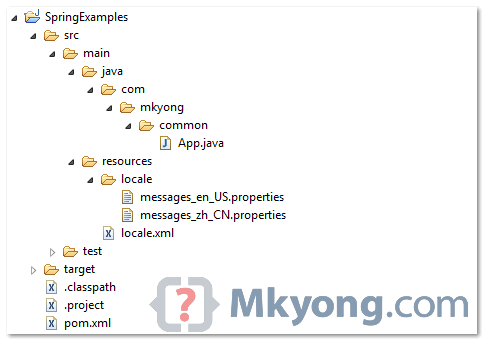 SpringExamples
src
main
java
com
mkyong
common
App.java
resources
locale
messages_en_US.properties
messages_zh_CN.properties
locale.xml
test
target
.classpath
.project
pom.xml
{?} Mkyong.com